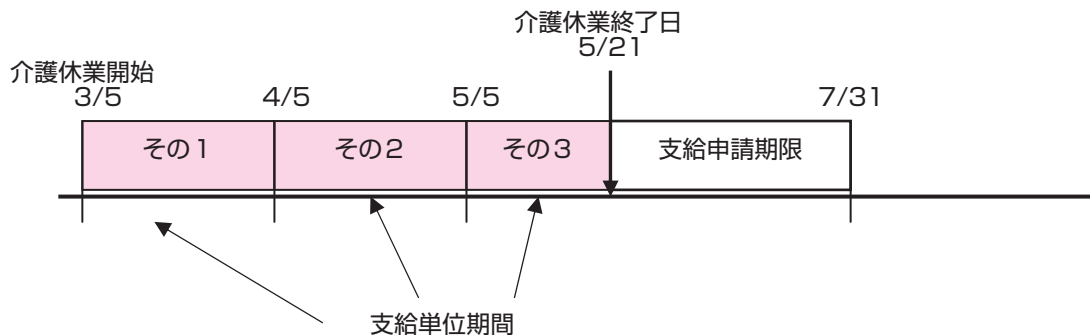 介護休業終了日
5/21
介護休業開始
3/5
4/5
5/5
7/31
その1
その2
その3
支給申請期限
支給単位期間